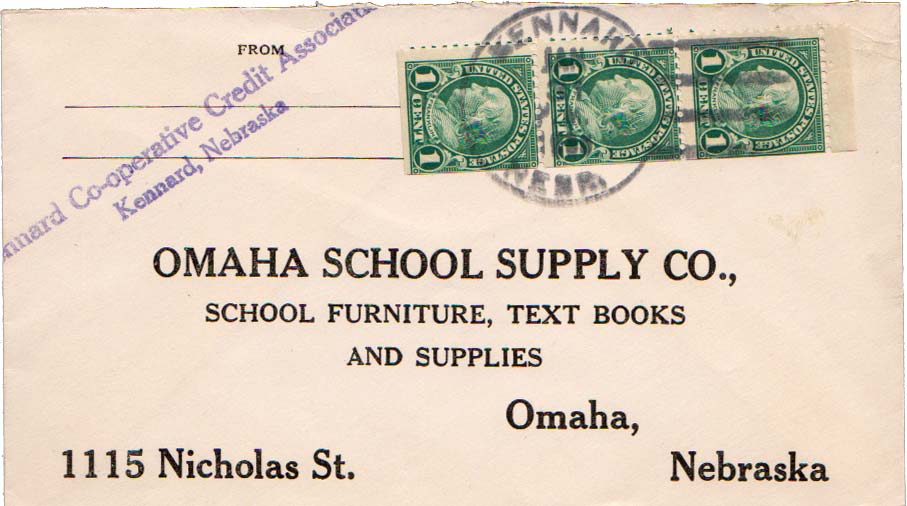 FROM
Co-operative Credit
Kennard, Nebraska
KENNARD
NEBR.
1 CENT 1
UNITED STATES POSTAGE
1 CENT 1
UNITED STATES POSTAGE
1 CENT 1
UNITED STATES POSTAGE
OMAHA SCHOOL SUPPLY CO.,
SCHOOL FURNITURE, TEXT BOOKS
AND SUPPLIES
Omaha,
1115 Nicholas St. Nebraska